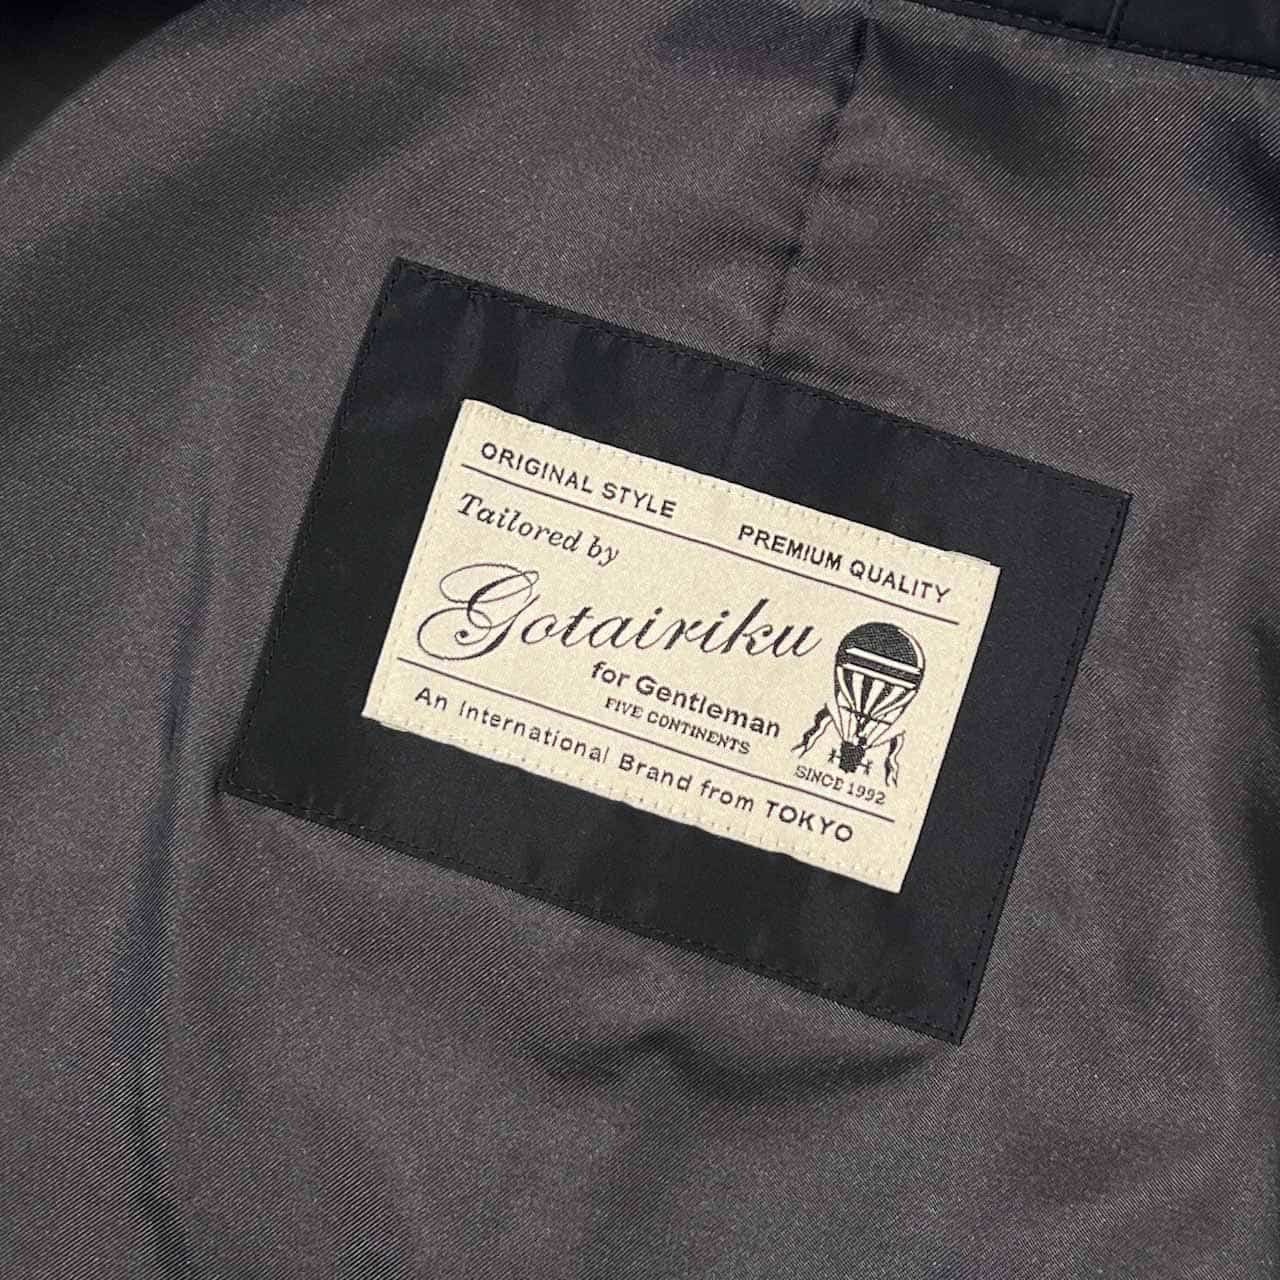 ORIGINAL STYLE PREMIUM QUALITY
Tailored by
Gotairiku
for Gentleman
FIVE CONTINENTS
SINCE 1992
An International Brand from TOKYO